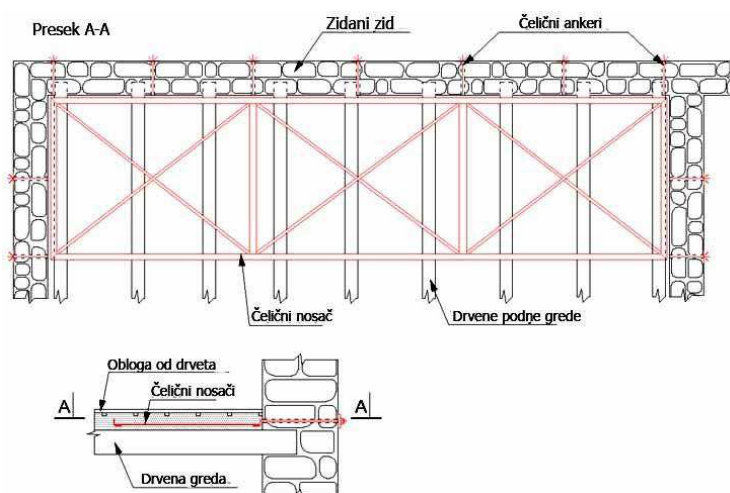 Presek A-A
Zidani zid
Čelični ankeri
Čelični nosač
Drvene podne grede
Obloga od drveta
Čelični nosači
A
A
Drvena greda